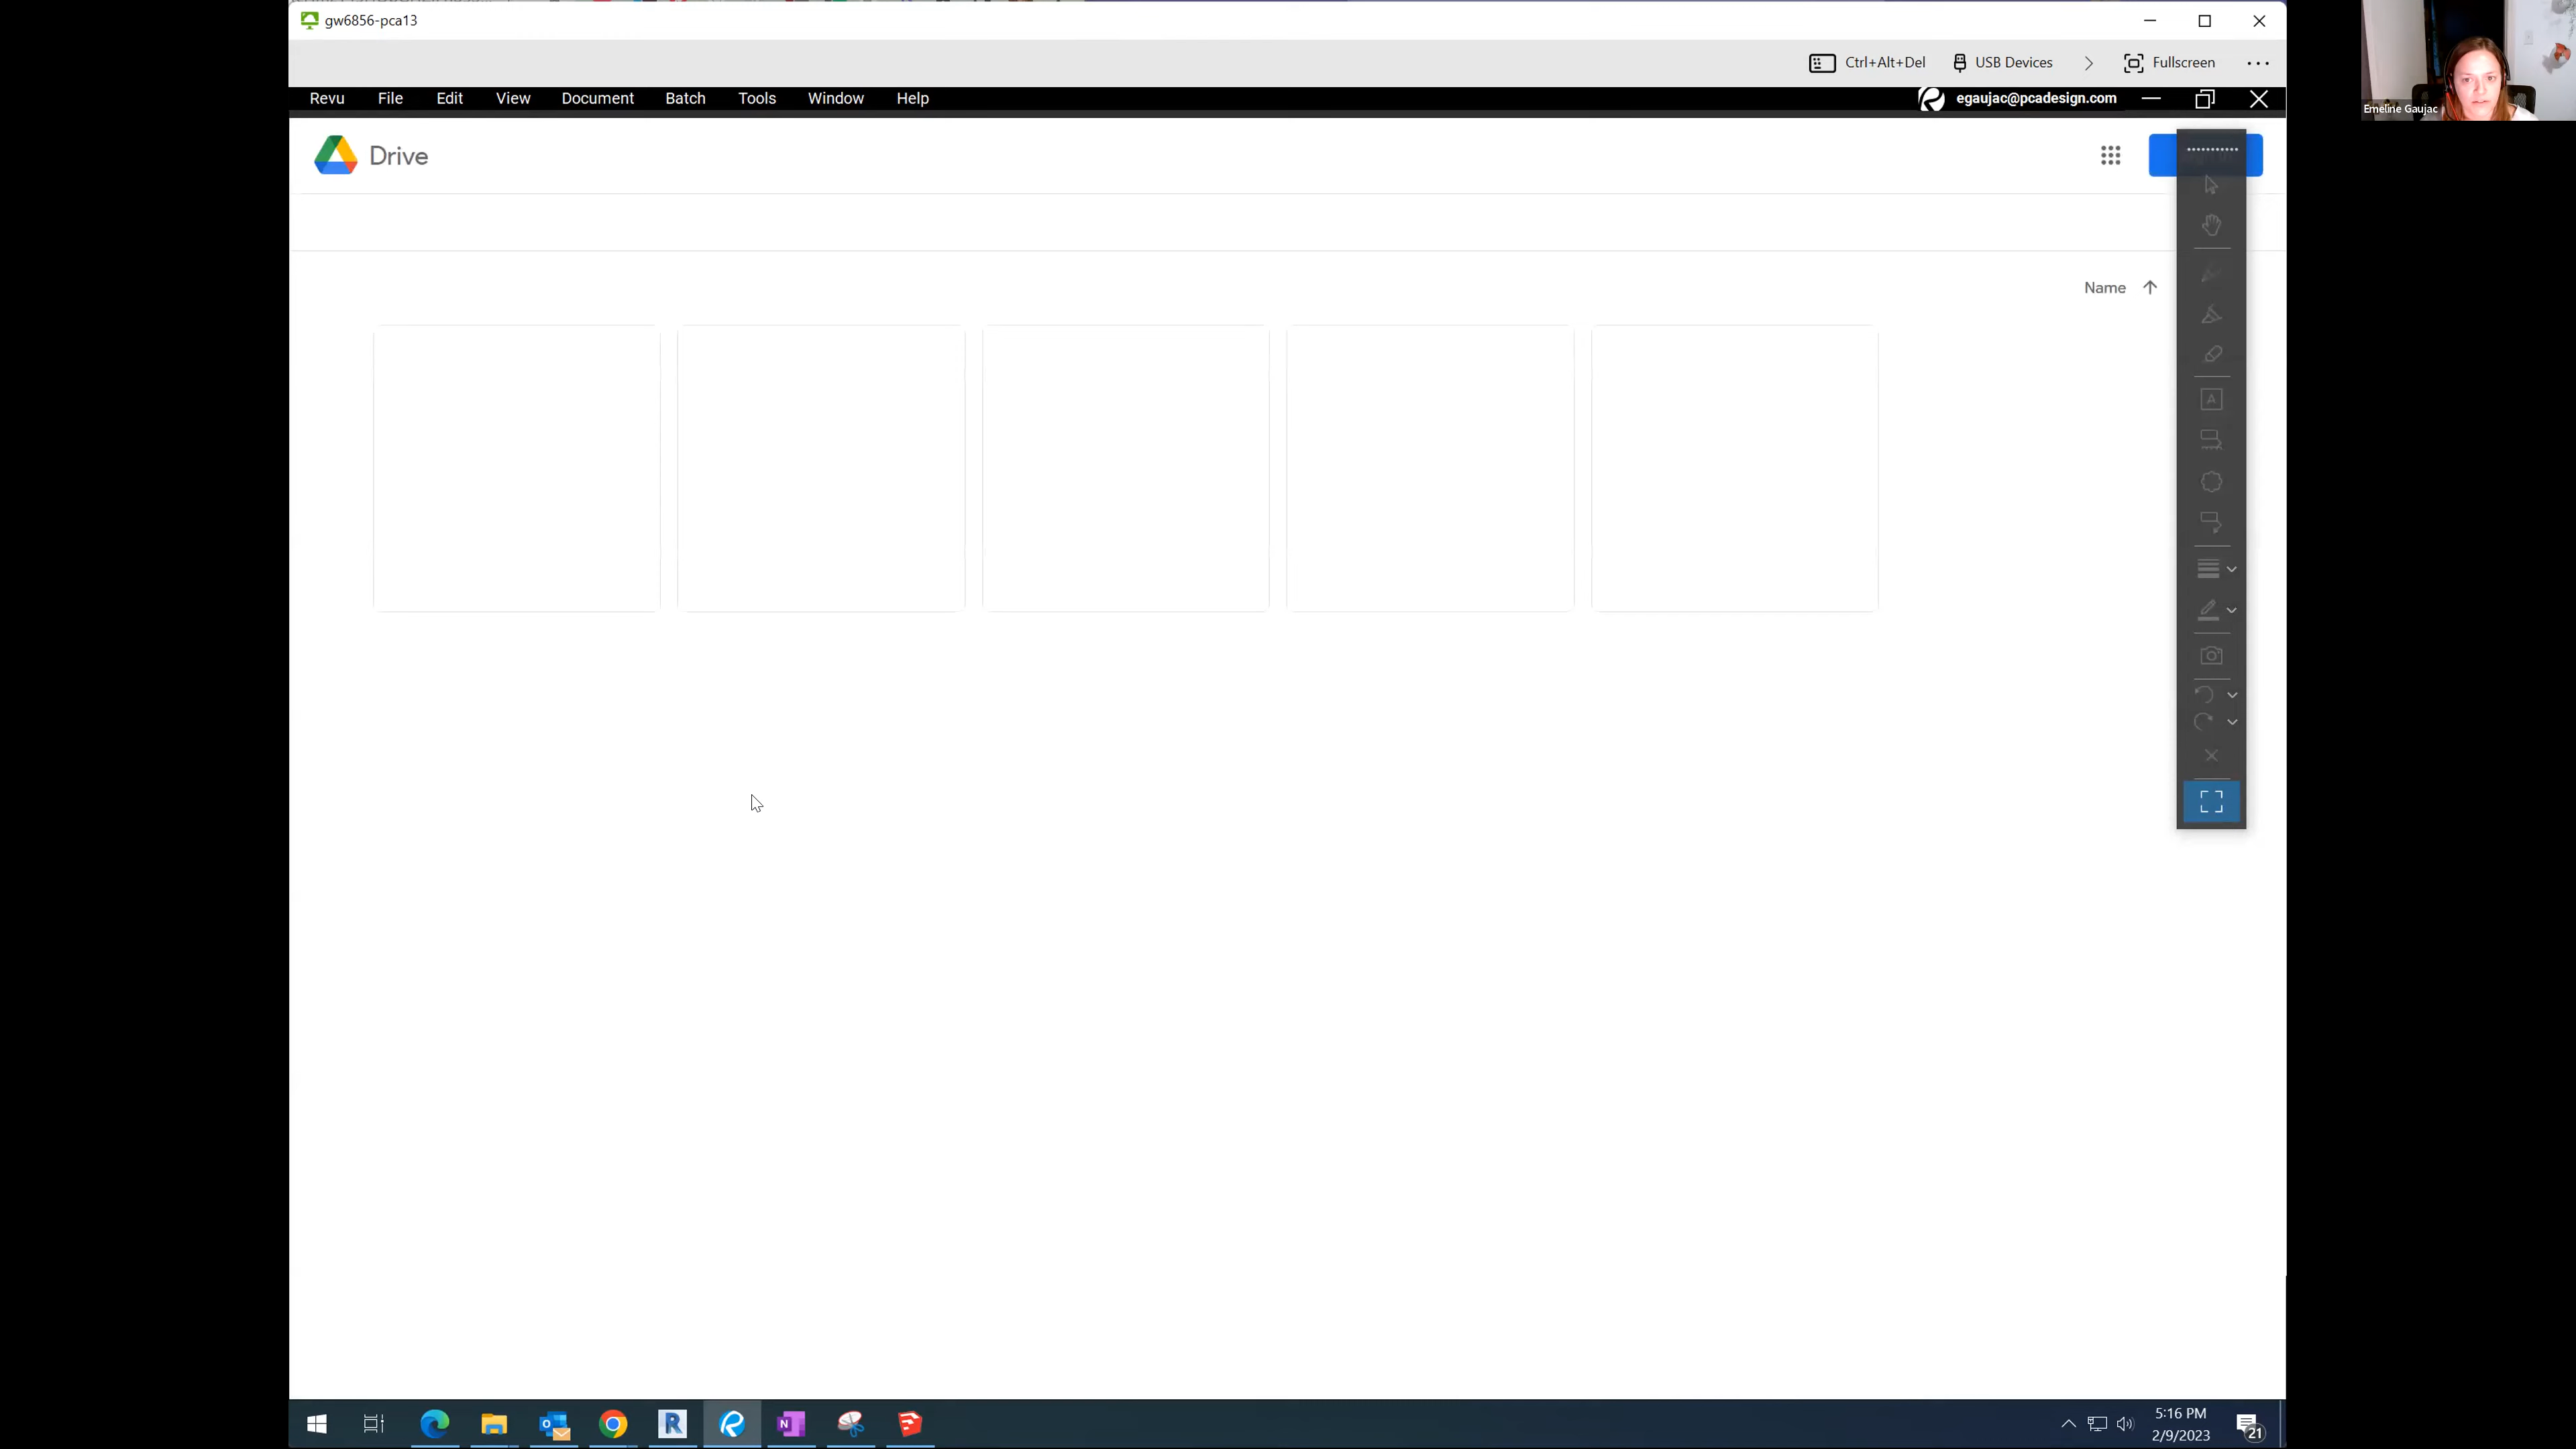 gw6856-pca13
Ctrl+Alt+Del USB Devices Fullscreen
Revu File Edit View Document Batch Tools Window Help egaujac@pcadesign.com
Emeline Gaujac
Drive
Name
A
5:16 PM
2/9/2023
21